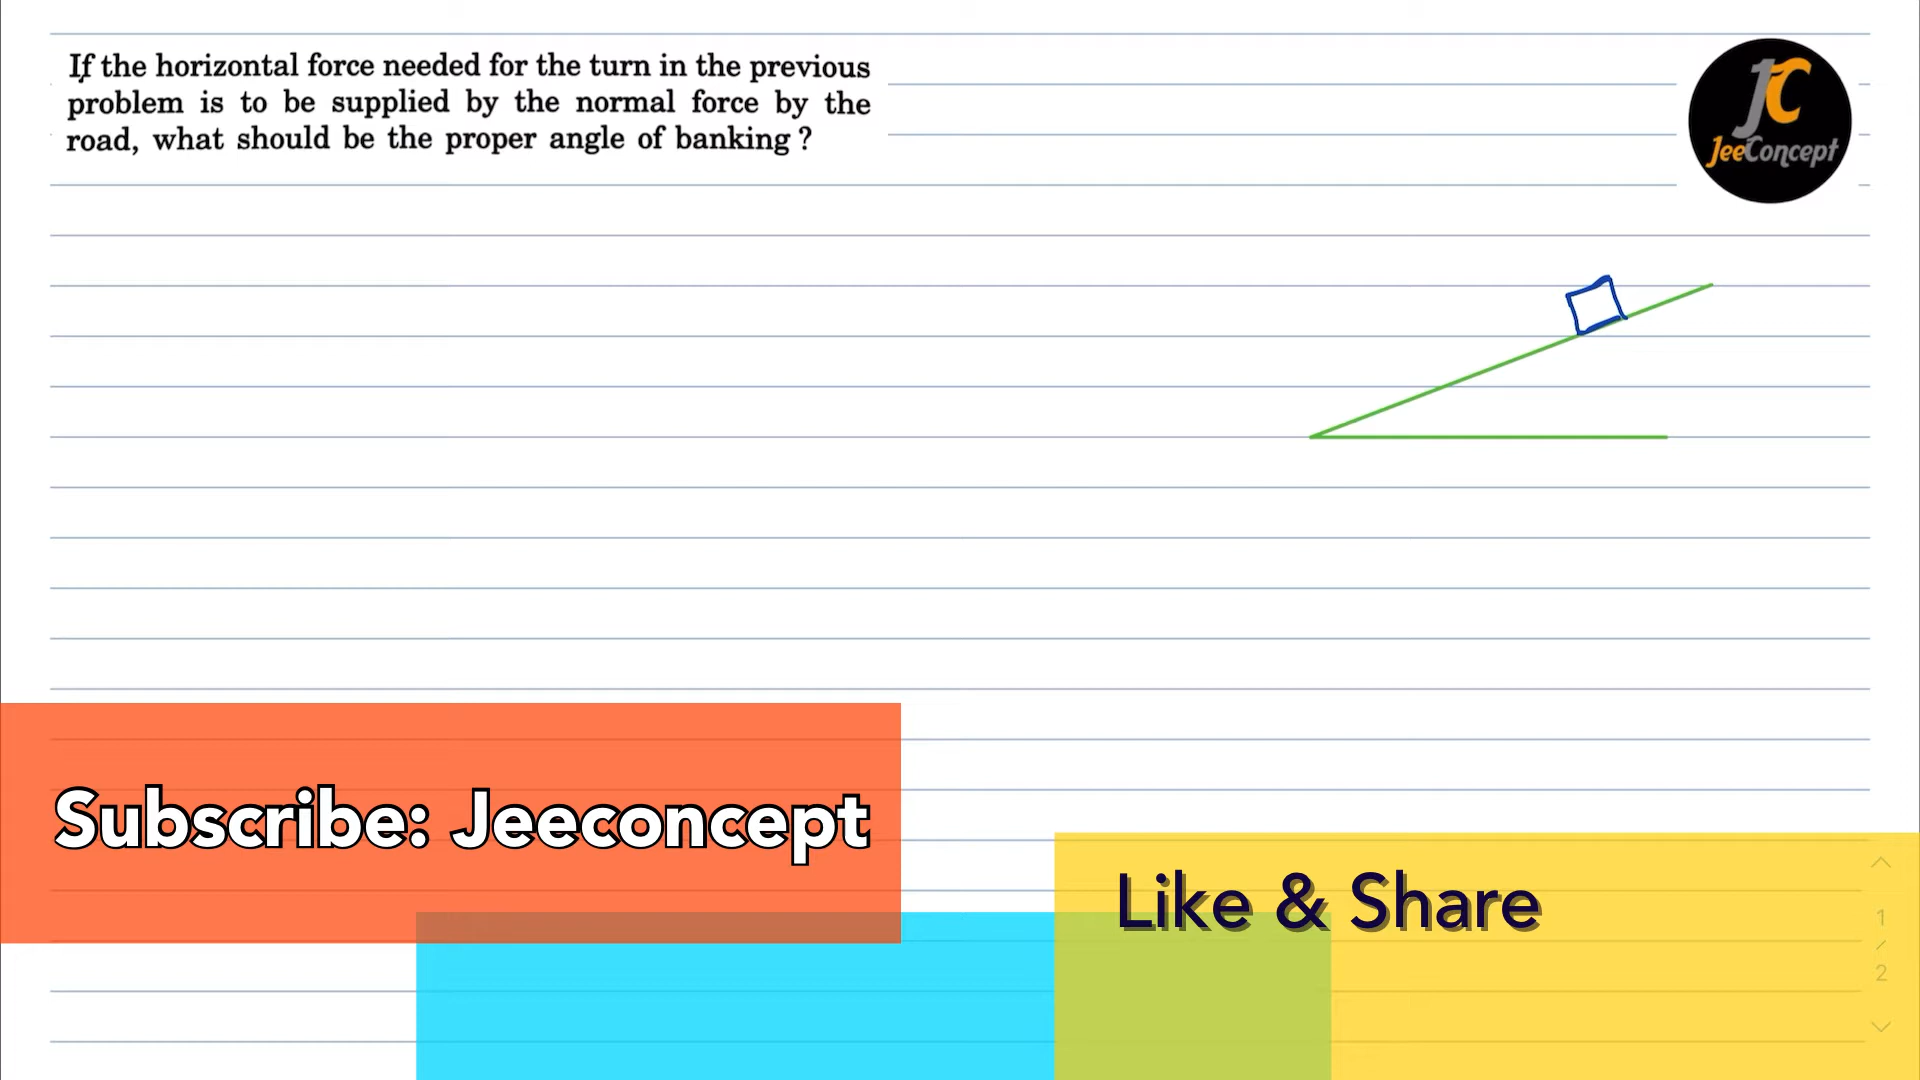 If the horizontal force needed for the turn in the previous
problem is to be supplied by the normal force by the
road, what should be the proper angle of banking ?
JC
JeeConcept
Subscribe: Jeeconcept
Like & Share
1
/
2